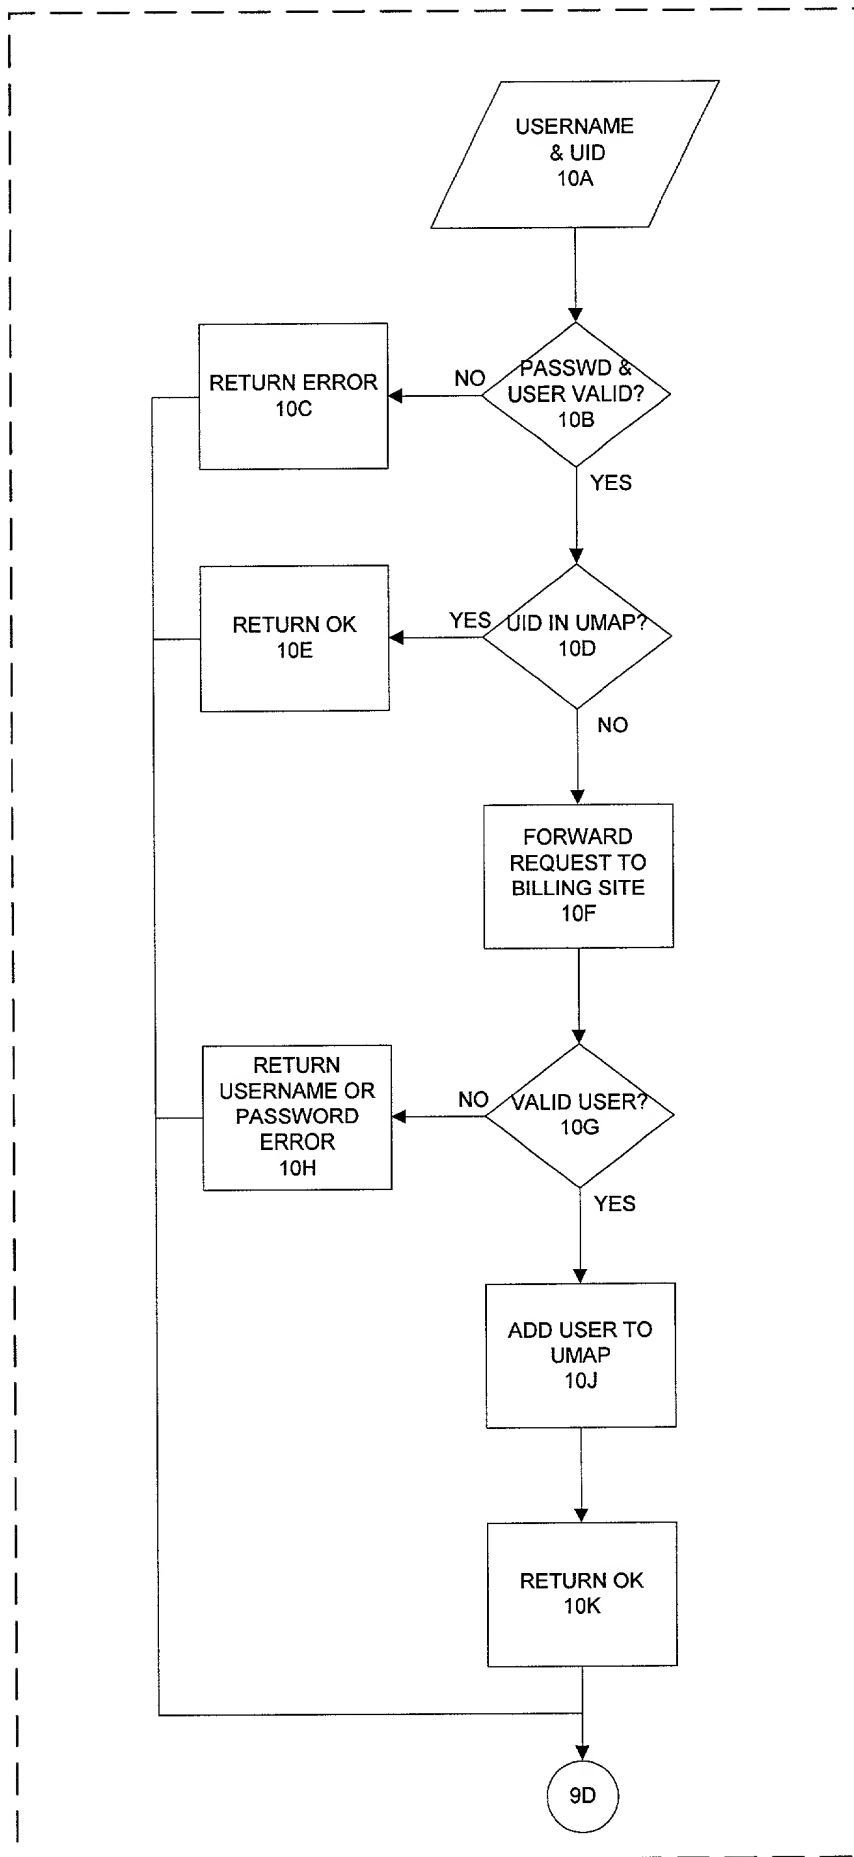 USERNAME
& UID
10A
PASSWD &
USER VALID?
10B
NO
RETURN ERROR
10C
YES
UID IN UMAP?
10D
YES
RETURN OK
10E
NO
FORWARD
REQUEST TO
BILLING SITE
10F
VALID USER?
10G
NO
RETURN
USERNAME OR
PASSWORD
ERROR
10H
YES
ADD USER TO
UMAP
10J
RETURN OK
10K
9D